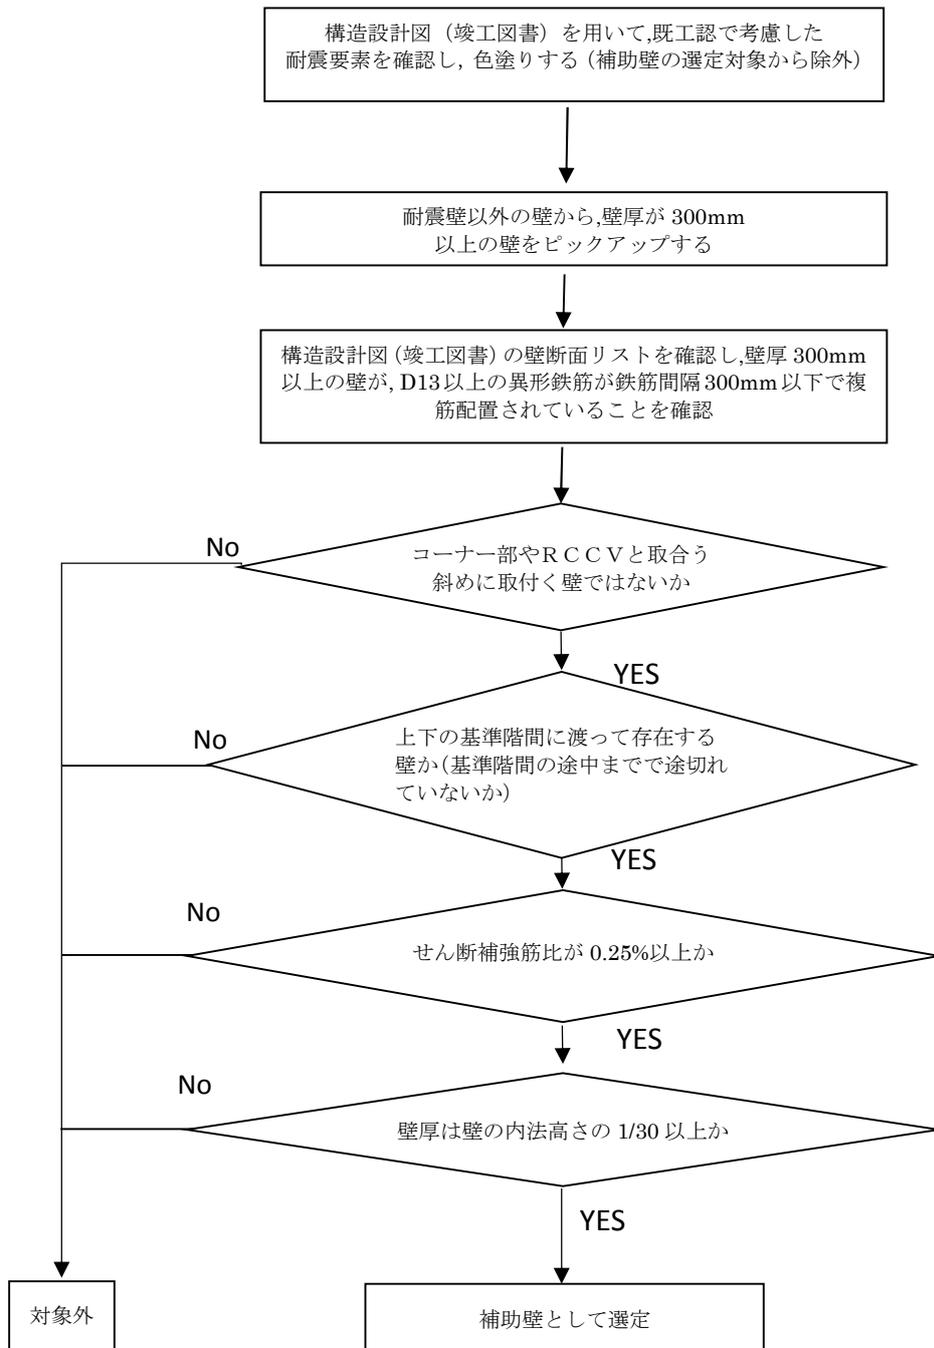 構造設計図（竣工図書）を用いて,既工認で考慮した
耐震要素を確認し, 色塗りする（補助壁の選定対象から除外）
耐震壁以外の壁から,壁厚が 300mm
以上の壁をピックアップする
構造設計図（竣工図書）の壁断面リストを確認し,壁厚 300mm
以上の壁が, D13以上の異形鉄筋が鉄筋間隔300mm以下で複
筋配置されていることを確認
No
コーナー部やＲＣＣＶと取合う
斜めに取付く壁ではないか
YES
No
上下の基準階間に渡って存在する
壁か（基準階間の途中までで途切れ
ていないか）
YES
No
せん断補強筋比が 0.25%以上か
YES
No
壁厚は壁の内法高さの 1/30 以上か
YES
対象外
補助壁として選定